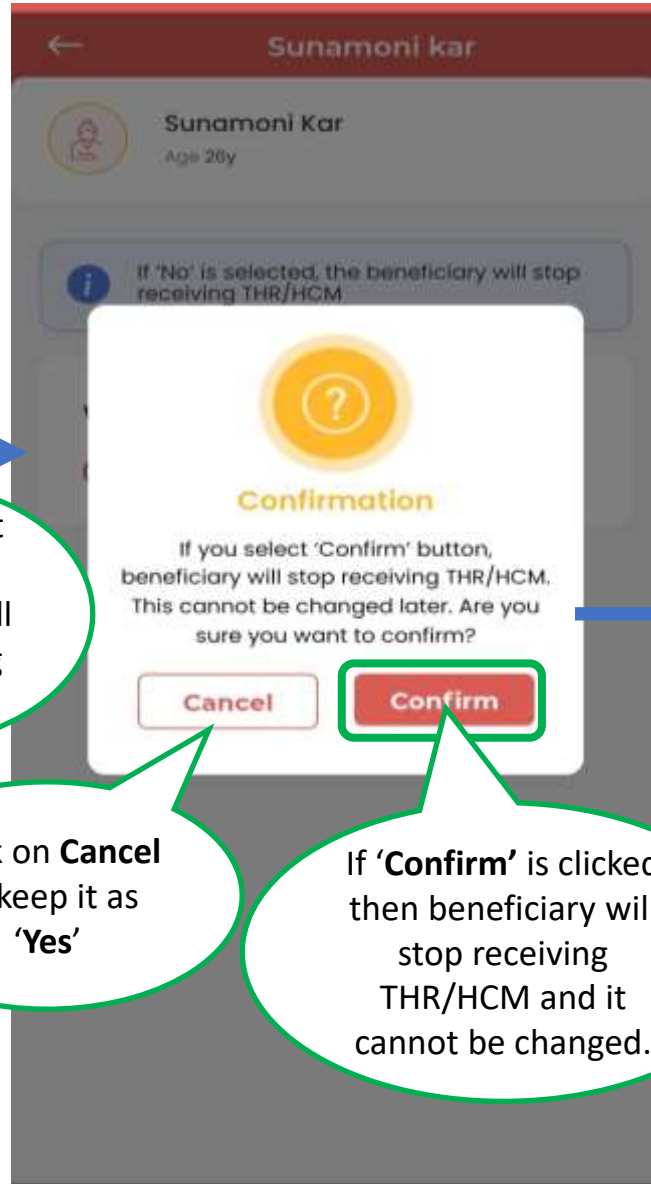 Sunamoni kar
Sunamoni Kar
Age 26y
If 'No' is selected, the beneficiary will stop
receiving THR/HCM
Confirmation
If you select 'Confirm' button,
beneficiary will stop receiving THR/HCM.
This cannot be changed later. Are you
sure you want to confirm?
Cancel
Confirm
on Cancel
keep it as
'Yes'
If 'Confirm' is clicked
then beneficiary wil
stop receiving
THR/HCM and it
cannot be changed.